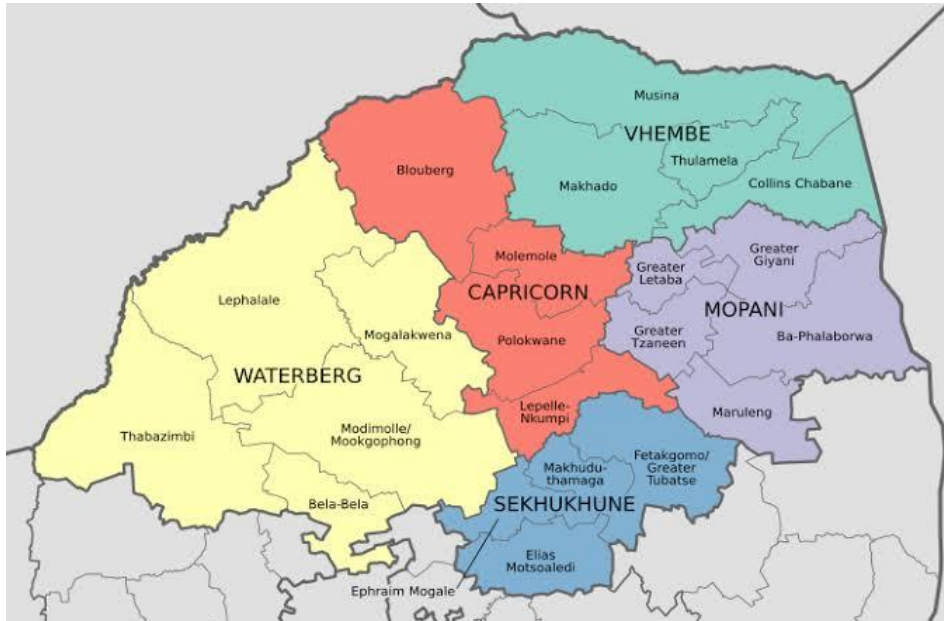 Musina
VHEMBE
Thulamela
Makhado
Collins Chabane
Blouberg
Molemole
CAPRICORN
Polokwane
Lepelle-
Nkumpi
Greater
Letaba
Greater
Giyani
MOPANI
Greater
Tzaneen
Ba-Phalaborwa
Maruleng
Lephalale
Mogalakwena
WATERBERG
Thabazimbi
Modimolle/
Mookgophong
Bela-Bela
Makhudu-
thamaga
Fetakgomo/
Greater
Tubatse
SEKHUKHUNE
Elias
Motsoaledi
Ephraim Mogale